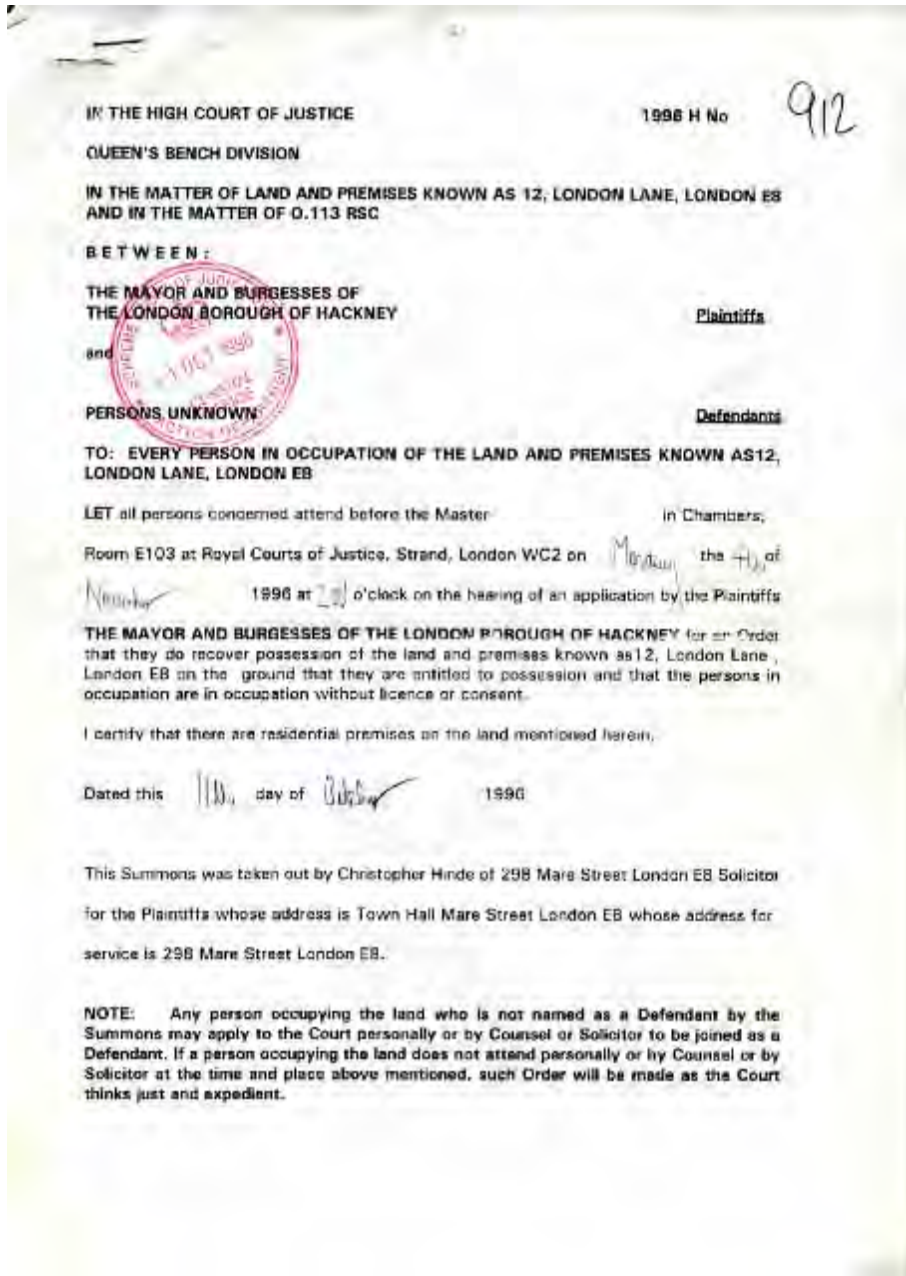 IN THE HIGH COURT OF JUSTICE 1996 H No 912
QUEEN'S BENCH DIVISION
IN THE MATTER OF LAND AND PREMISES KNOWN AS 12, LONDON LANE, LONDON E8
AND IN THE MATTER OF O.113 RSC
BETWEEN:
THE MAYOR AND BURGESSES OF
THE LONDON BOROUGH OF HACKNEY Plaintiffs
and
PERSONS UNKNOWN Defendants
TO: EVERY PERSON IN OCCUPATION OF THE LAND AND PREMISES KNOWN AS12,
LONDON LANE, LONDON E8
LET all persons concerned attend before the Master in Chambers,
Room E103 at Royal Courts of Justice, Strand, London WC2 on Monday the of
November 1996 at o'clock on the hearing of an application by the Plaintiffs
THE MAYOR AND BURGESSES OF THE LONDON BOROUGH OF HACKNEY for an Order
that they do recover possession of the land and premises known as12, London Lane ,
London E8 on the ground that they are entitled to possession and that the persons in
occupation are in occupation without licence or consent.
I certify that there are residential premises on the land mentioned herein.
Dated this day of October 1996
This Summons was taken out by Christopher Hinde of 298 Mare Street London E8 Solicitor
for the Plaintiffs whose address is Town Hall Mare Street London E8 whose address for
service is 298 Mare Street London E8.
NOTE: Any person occupying the land who is not named as a Defendant by the
Summons may apply to the Court personally or by Counsel or Solicitor to be joined as a
Defendant. If a person occupying the land does not attend personally or by Counsel or by
Solicitor at the time and place above mentioned, such Order will be made as the Court
thinks just and expedient.